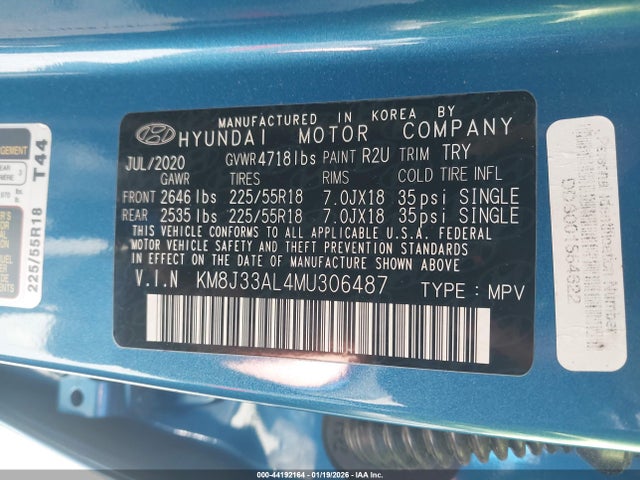 MANUFACTURED IN KOREA BY
HYUNDAI MOTOR COMPANY
JUL/2020 GVWR4718lbs PAINT R2U TRIM TRY
GAWR TIRES RIMS COLD TIRE INFL
FRONT 2646 lbs 225/55R18 7.0JX18 35psi SINGLE
REAR 2535 lbs 225/55R18 7.0JX18 35psi SINGLE
THIS VEHICLE CONFORMS TO ALL APPLICABLE U.S.A. FEDERAL
MOTOR VEHICLE SAFETY, BUMPER, AND THEFT PREVENTION STANDARDS
IN EFFECT ON THE DATE OF MANUFACTURE SHOWN ABOVE
V.I.N KM8J33AL4MU306487 TYPE : MPV
225/55R18 T44
000-44192164 - 01/19/2026 - IAA Inc.